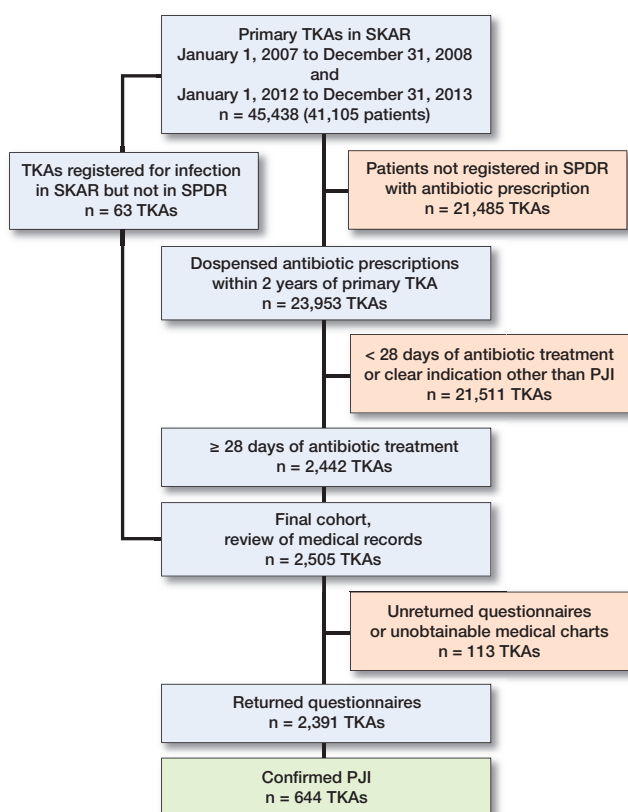 Primary TKAs in SKAR
January 1, 2007 to December 31, 2008
and
January 1, 2012 to December 31, 2013
n = 45,438 (41,105 patients)
TKAs registered for infection
in SKAR but not in SPDR
n = 63 TKAs
Patients not registered in SPDR
with antibiotic prescription
n = 21,485 TKAs
Dospensed antibiotic prescriptions
within 2 years of primary TKA
n = 23,953 TKAs
< 28 days of antibiotic treatment
or clear indication other than PJI
n = 21,511 TKAs
≥ 28 days of antibiotic treatment
n = 2,442 TKAs
Final cohort,
review of medical records
n = 2,505 TKAs
Unreturned questionnaires
or unobtainable medical charts
n = 113 TKAs
Returned questionnaires
n = 2,391 TKAs
Confirmed PJI
n = 644 TKAs